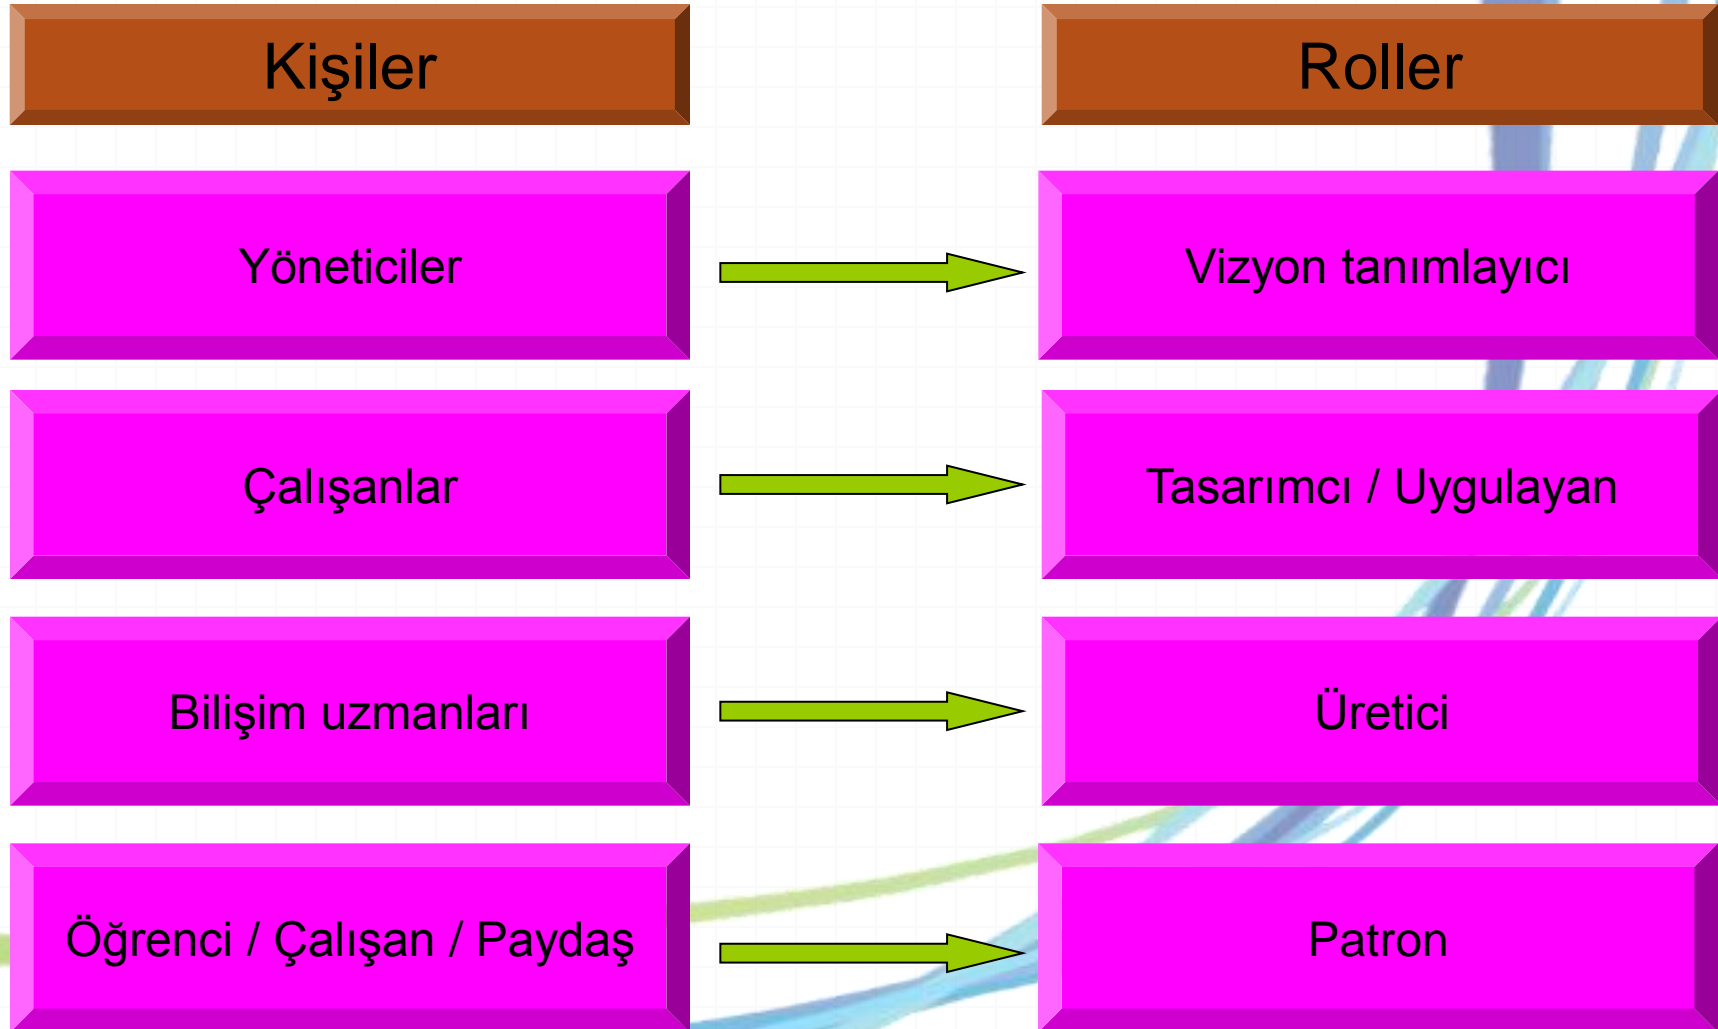 Kişiler
Roller
Yöneticiler
Vizyon tanımlayıcı
Çalışanlar
Tasarımcı / Uygulayan
Bilişim uzmanları
Üretici
Öğrenci / Çalışan / Paydaş
Patron